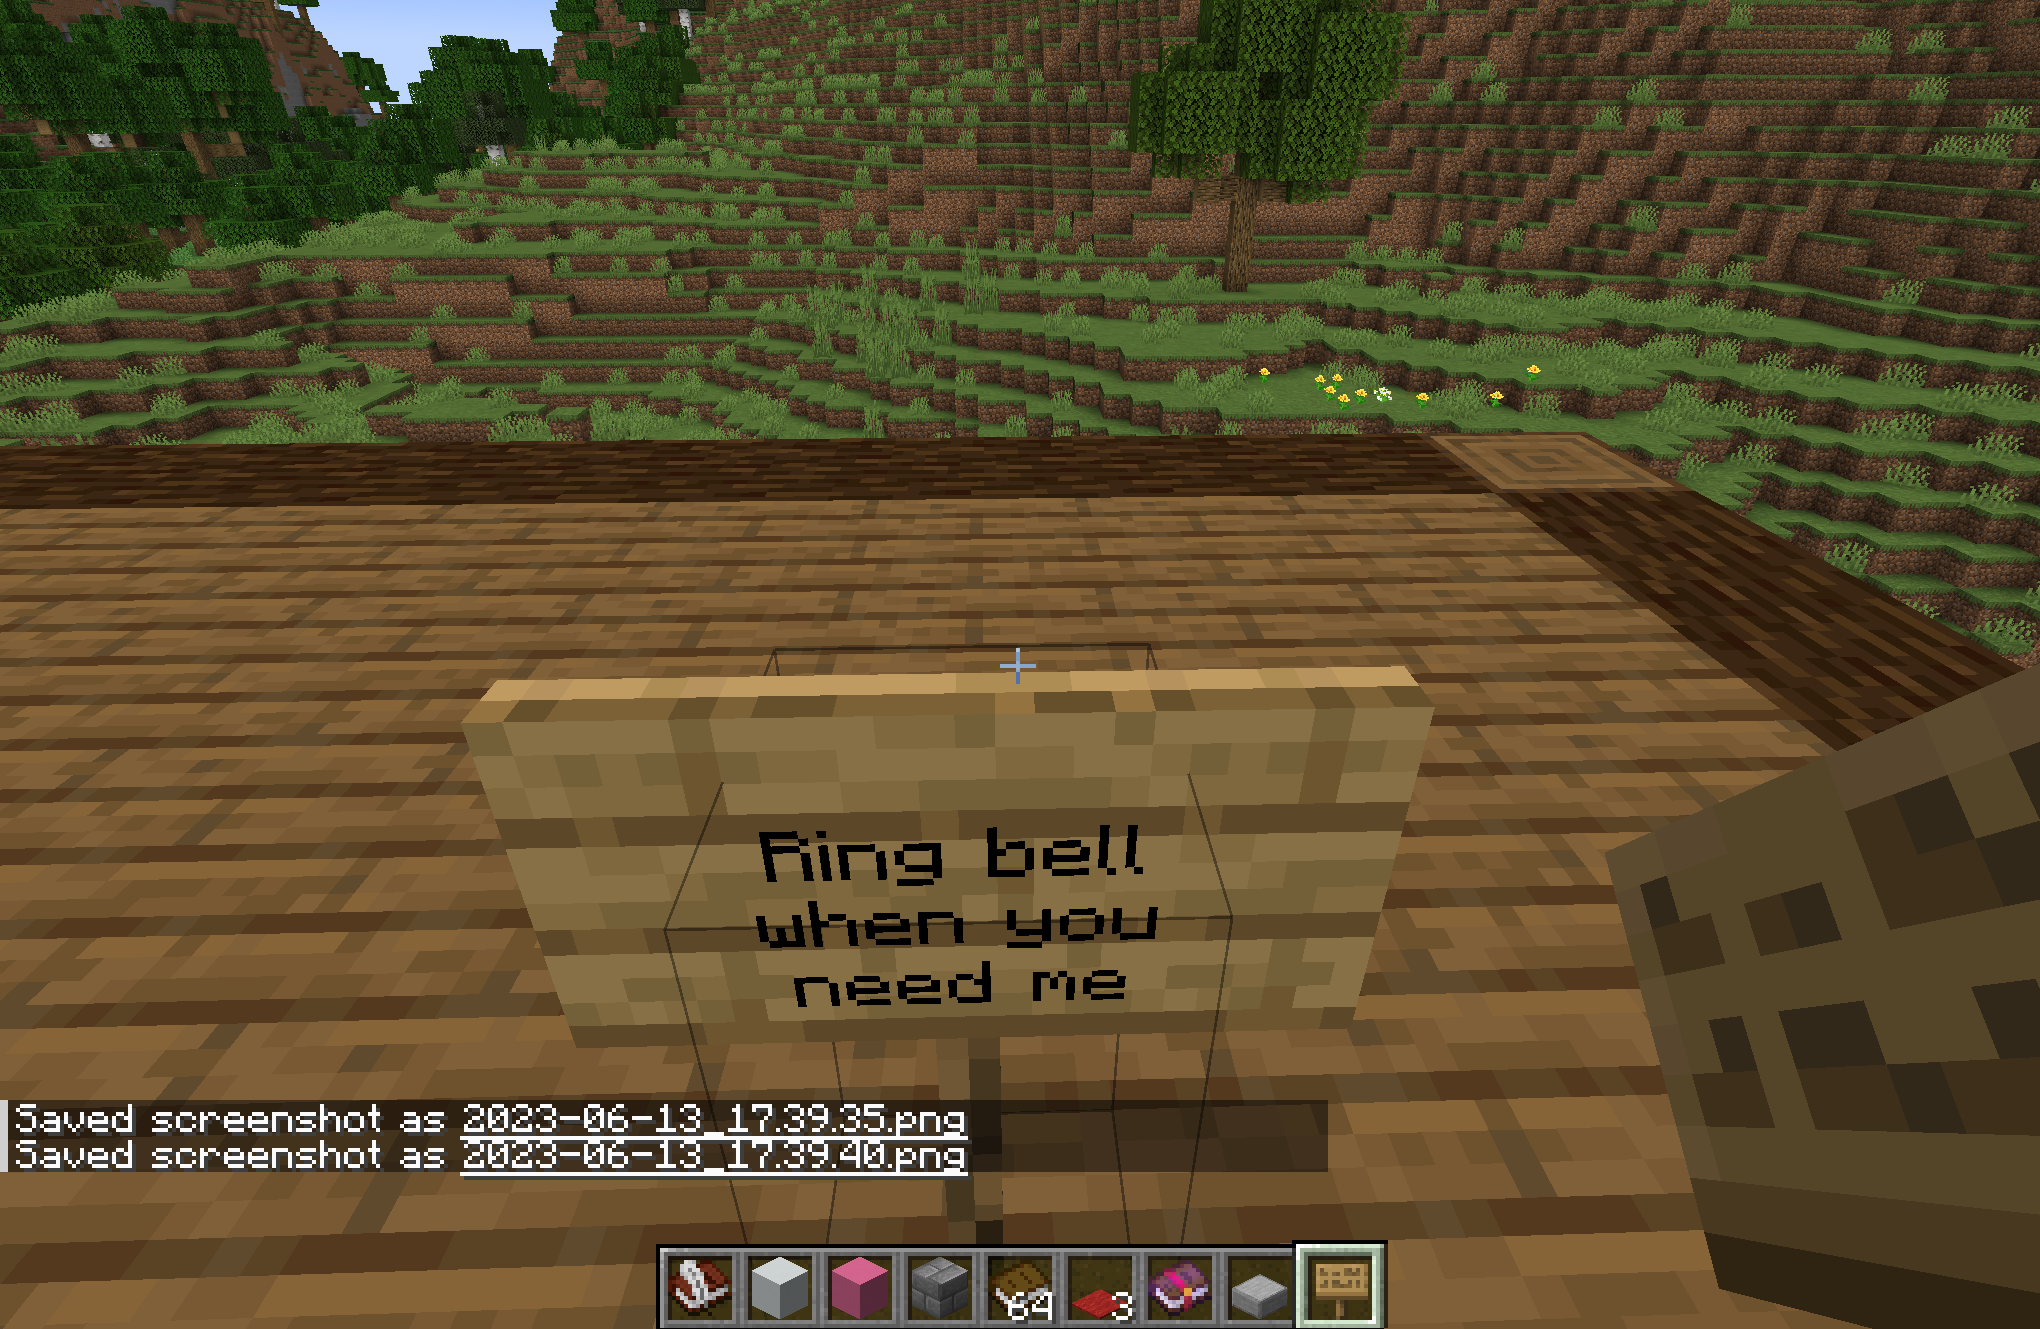 Ring bell
when you
need me
Saved screenshot as 2023-06-13_17.39.35.png
Saved screenshot as 2023-06-13_17.39.40.png
64
3